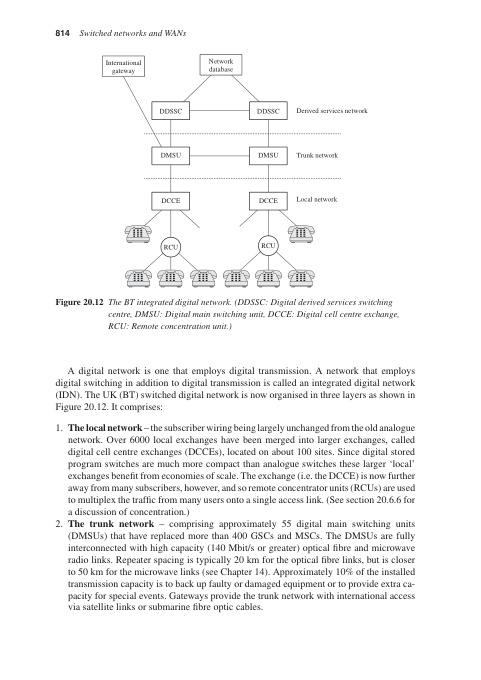 814 Switched networks and WANs
International
gateway
Network
database
DDSSC
DDSSC
Derived services network
DMSU
DMSU
Trunk network
DCCE
DCCE
Local network
RCU
RCU
Figure 20.12 The BT integrated digital network. (DDSSC: Digital derived services switching
centre, DMSU: Digital main switching unit, DCCE: Digital cell centre exchange,
RCU: Remote concentration unit.)
A digital network is one that employs digital transmission. A network that employs
digital switching in addition to digital transmission is called an integrated digital network
(IDN). The UK (BT) switched digital network is now organised in three layers as shown in
Figure 20.12. It comprises:
1. The local network – the subscriber wiring being largely unchanged from the old analogue
network. Over 6000 local exchanges have been merged into larger exchanges, called
digital cell centre exchanges (DCCEs), located on about 100 sites. Since digital stored
program switches are much more compact than analogue switches these larger ‘local’
exchanges benefit from economies of scale. The exchange (i.e. the DCCE) is now further
away from many subscribers, however, and so remote concentrator units (RCUs) are used
to multiplex the traffic from many users onto a single access link. (See section 20.6.6 for
a discussion of concentration.)
2. The trunk network – comprising approximately 55 digital main switching units
(DMSUs) that have replaced more than 400 GSCs and MSCs. The DMSUs are fully
interconnected with high capacity (140 Mbit/s or greater) optical fibre and microwave
radio links. Repeater spacing is typically 20 km for the optical fibre links, but is closer
to 50 km for the microwave links (see Chapter 14). Approximately 10% of the installed
transmission capacity is to back up faulty or damaged equipment or to provide extra ca-
pacity for special events. Gateways provide the trunk network with international access
via satellite links or submarine fibre optic cables.